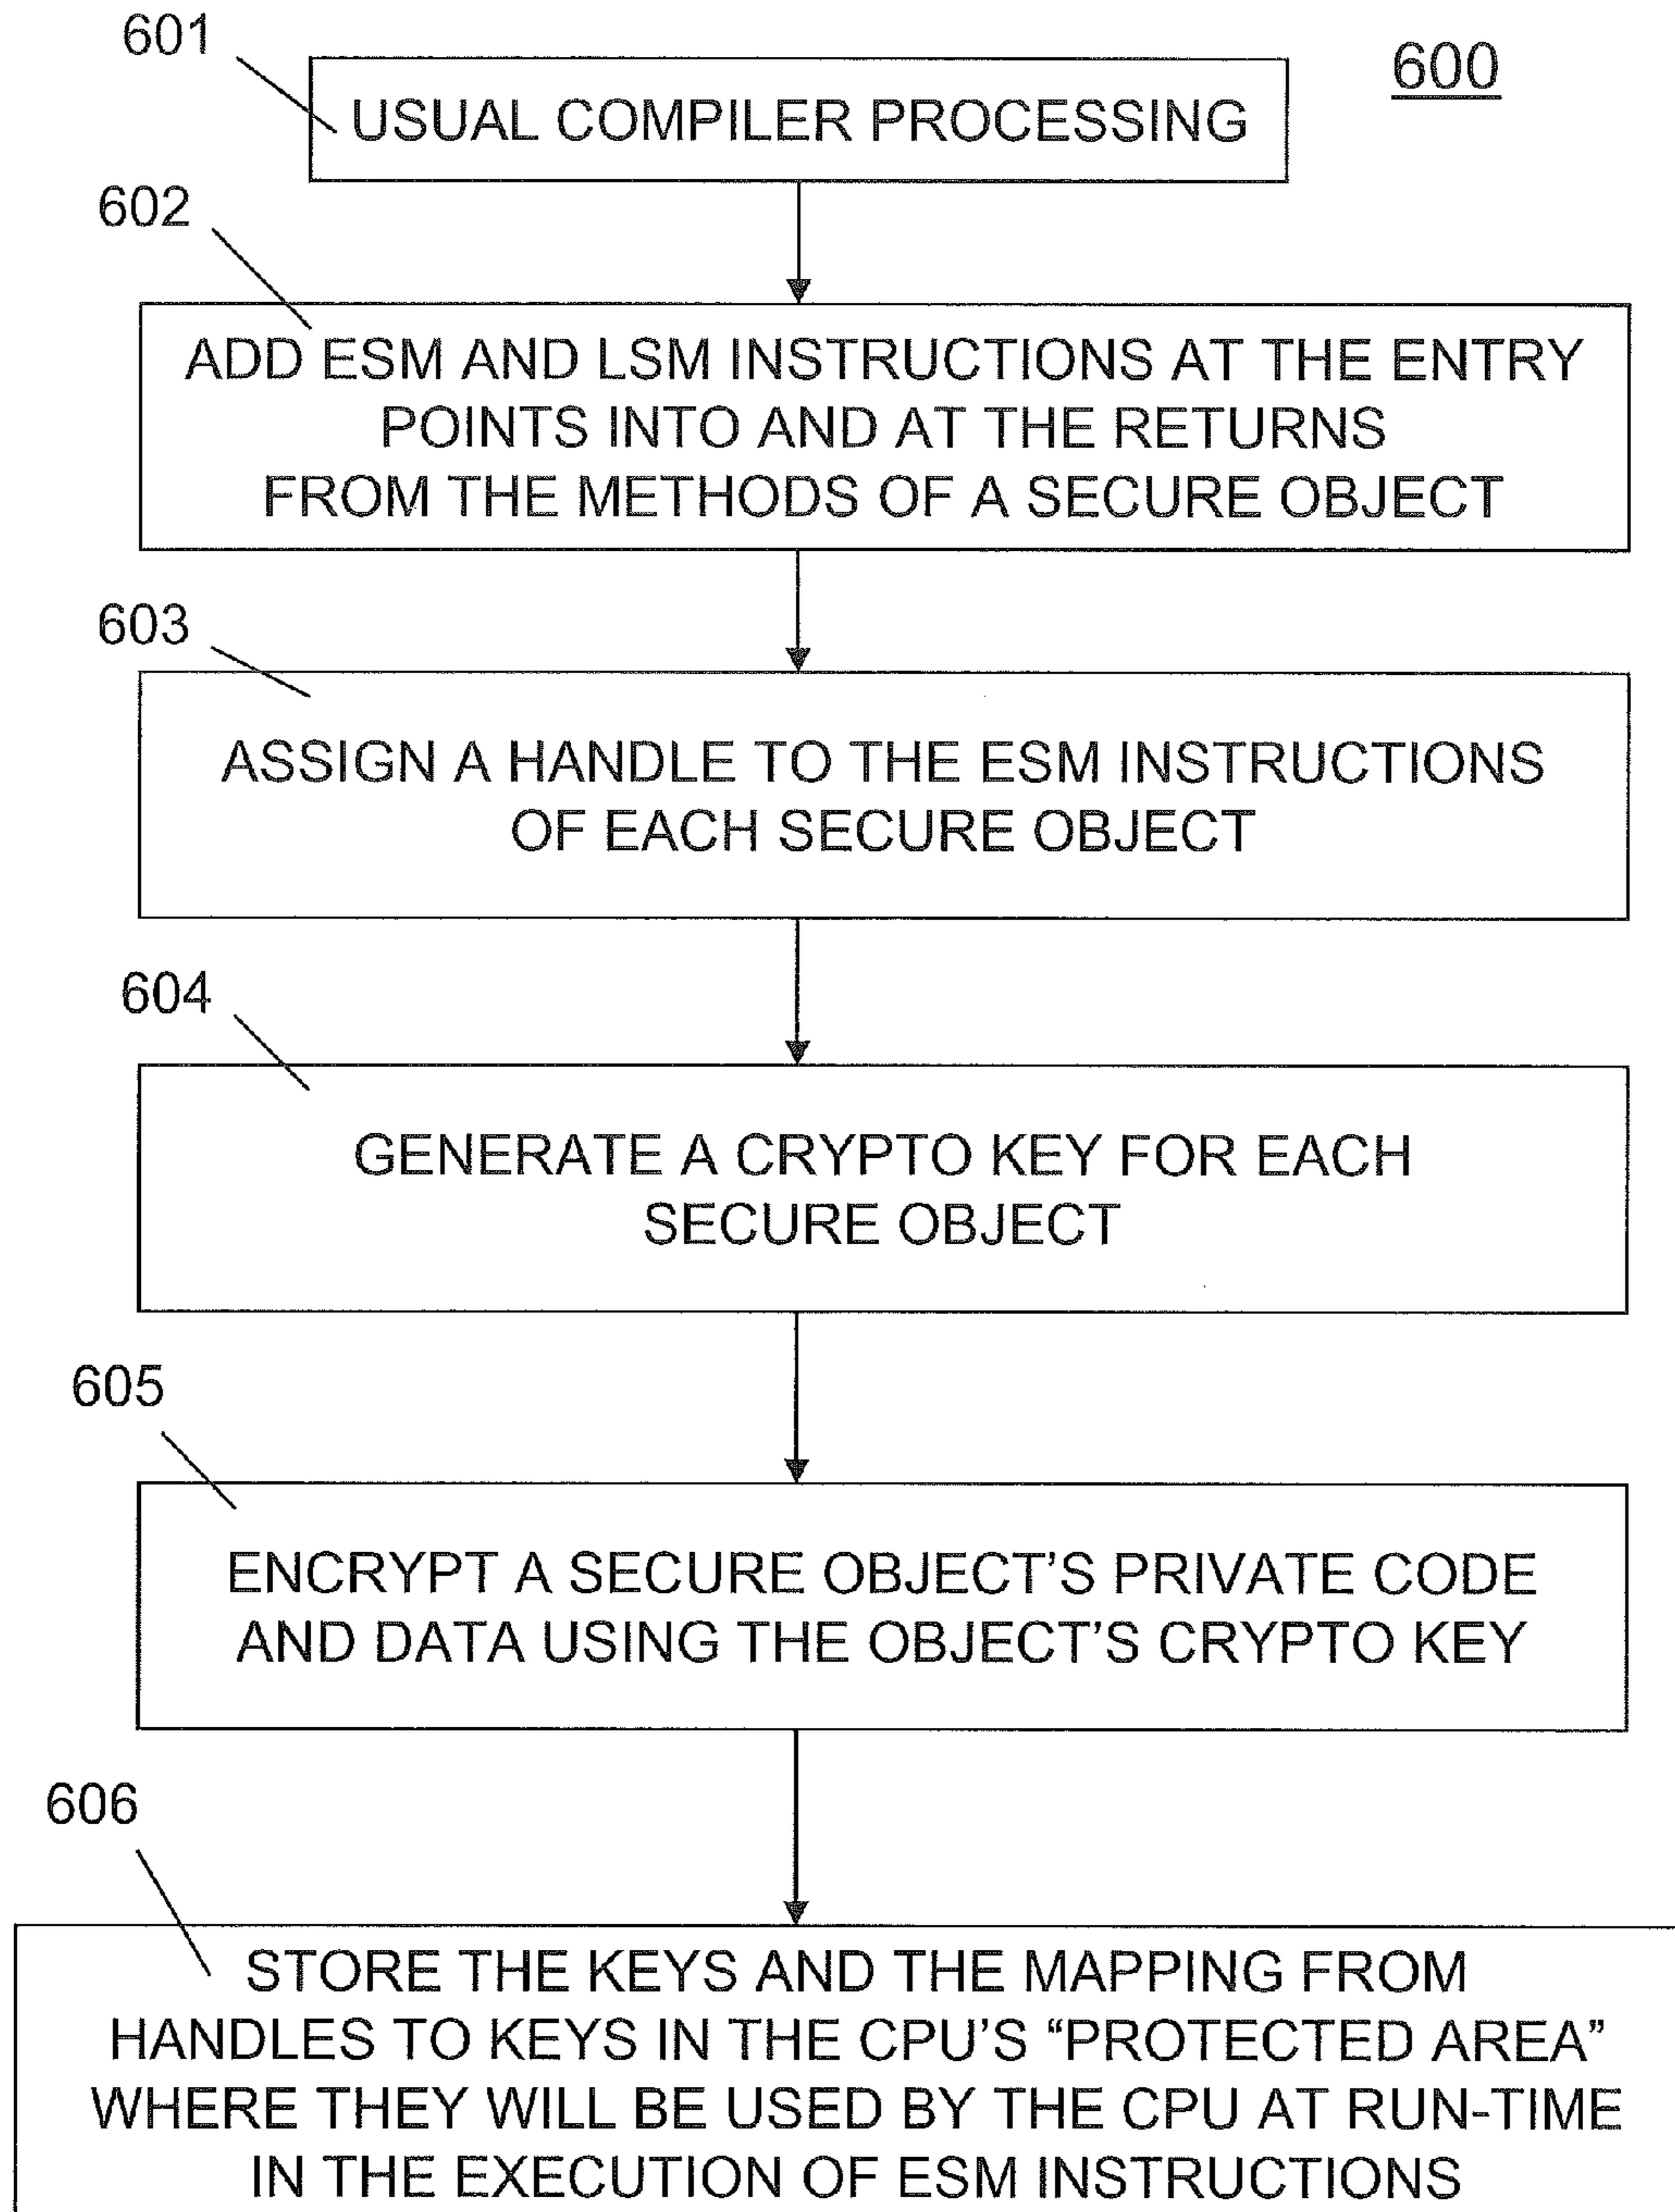 601
600
USUAL COMPILER PROCESSING
602
ADD ESM AND LSM INSTRUCTIONS AT THE ENTRY
POINTS INTO AND AT THE RETURNS
FROM THE METHODS OF A SECURE OBJECT
603
ASSIGN A HANDLE TO THE ESM INSTRUCTIONS
OF EACH SECURE OBJECT
604
GENERATE A CRYPTO KEY FOR EACH
SECURE OBJECT
605
ENCRYPT A SECURE OBJECT'S PRIVATE CODE
AND DATA USING THE OBJECT'S CRYPTO KEY
606
STORE THE KEYS AND THE MAPPING FROM
HANDLES TO KEYS IN THE CPU'S “PROTECTED AREA”
WHERE THEY WILL BE USED BY THE CPU AT RUN-TIME
IN THE EXECUTION OF ESM INSTRUCTIONS